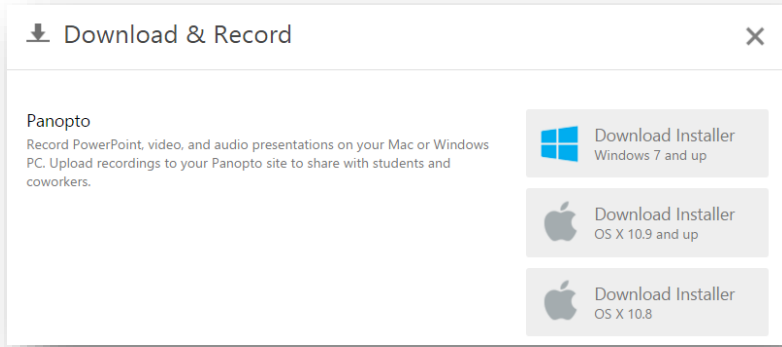 Download & Record
Panopto
Record PowerPoint, video, and audio presentations on your Mac or Windows
PC. Upload recordings to your Panopto site to share with students and
coworkers.
Download Installer
Windows 7 and up
Download Installer
OS X 10.9 and up
Download Installer
OS X 10.8